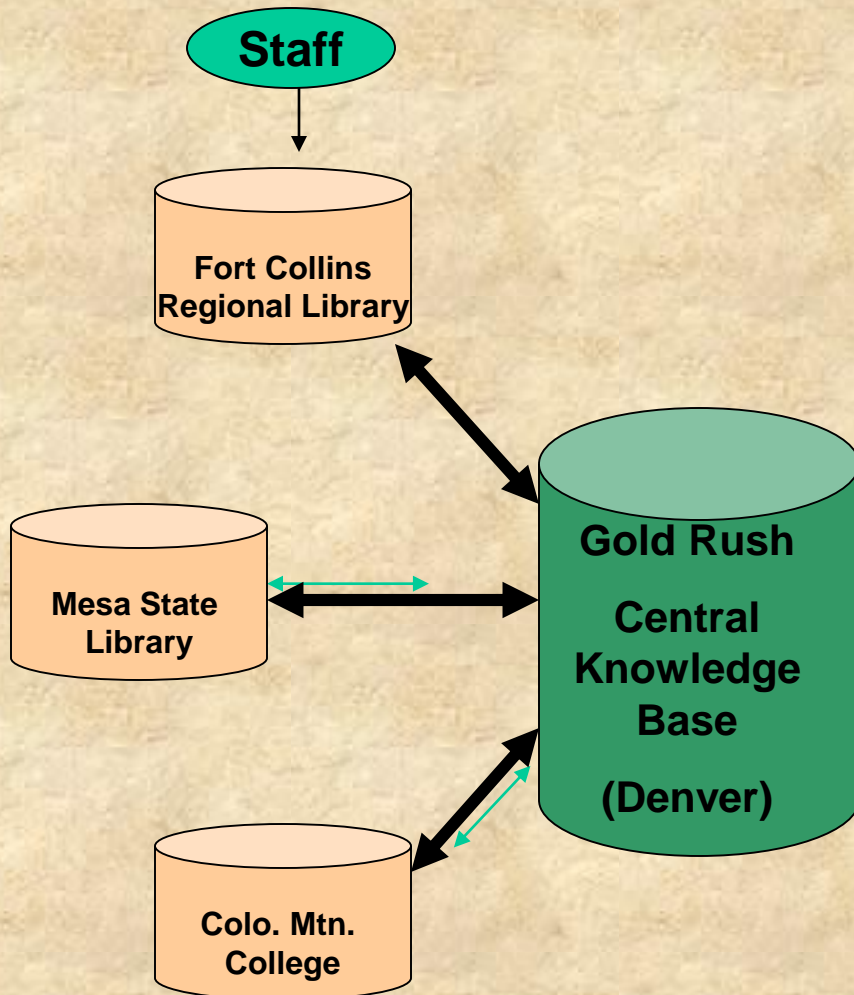 Staff
Fort Collins
Regional Library
Mesa State
Library
Gold Rush
Central
Knowledge
Base
(Denver)
Colo. Mtn.
College